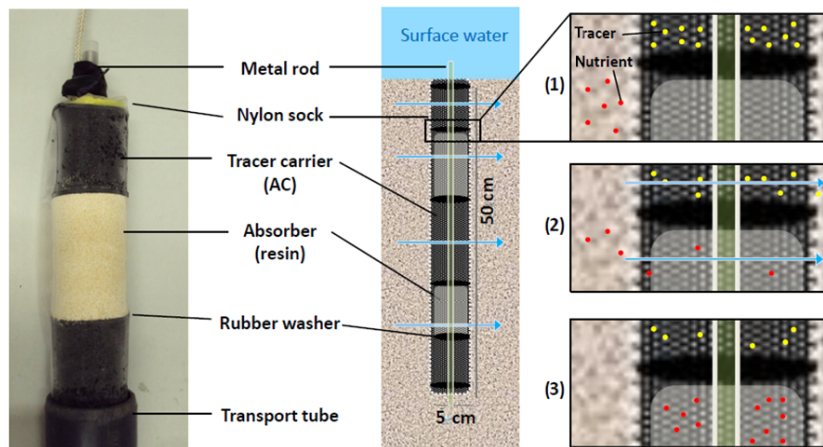 Metal rod
Nylon sock
Tracer carrier
(AC)
Absorber
(resin)
Rubber washer
Transport tube
Surface water
50 cm
5 cm
Tracer
Nutrient
(1)
(2)
(3)